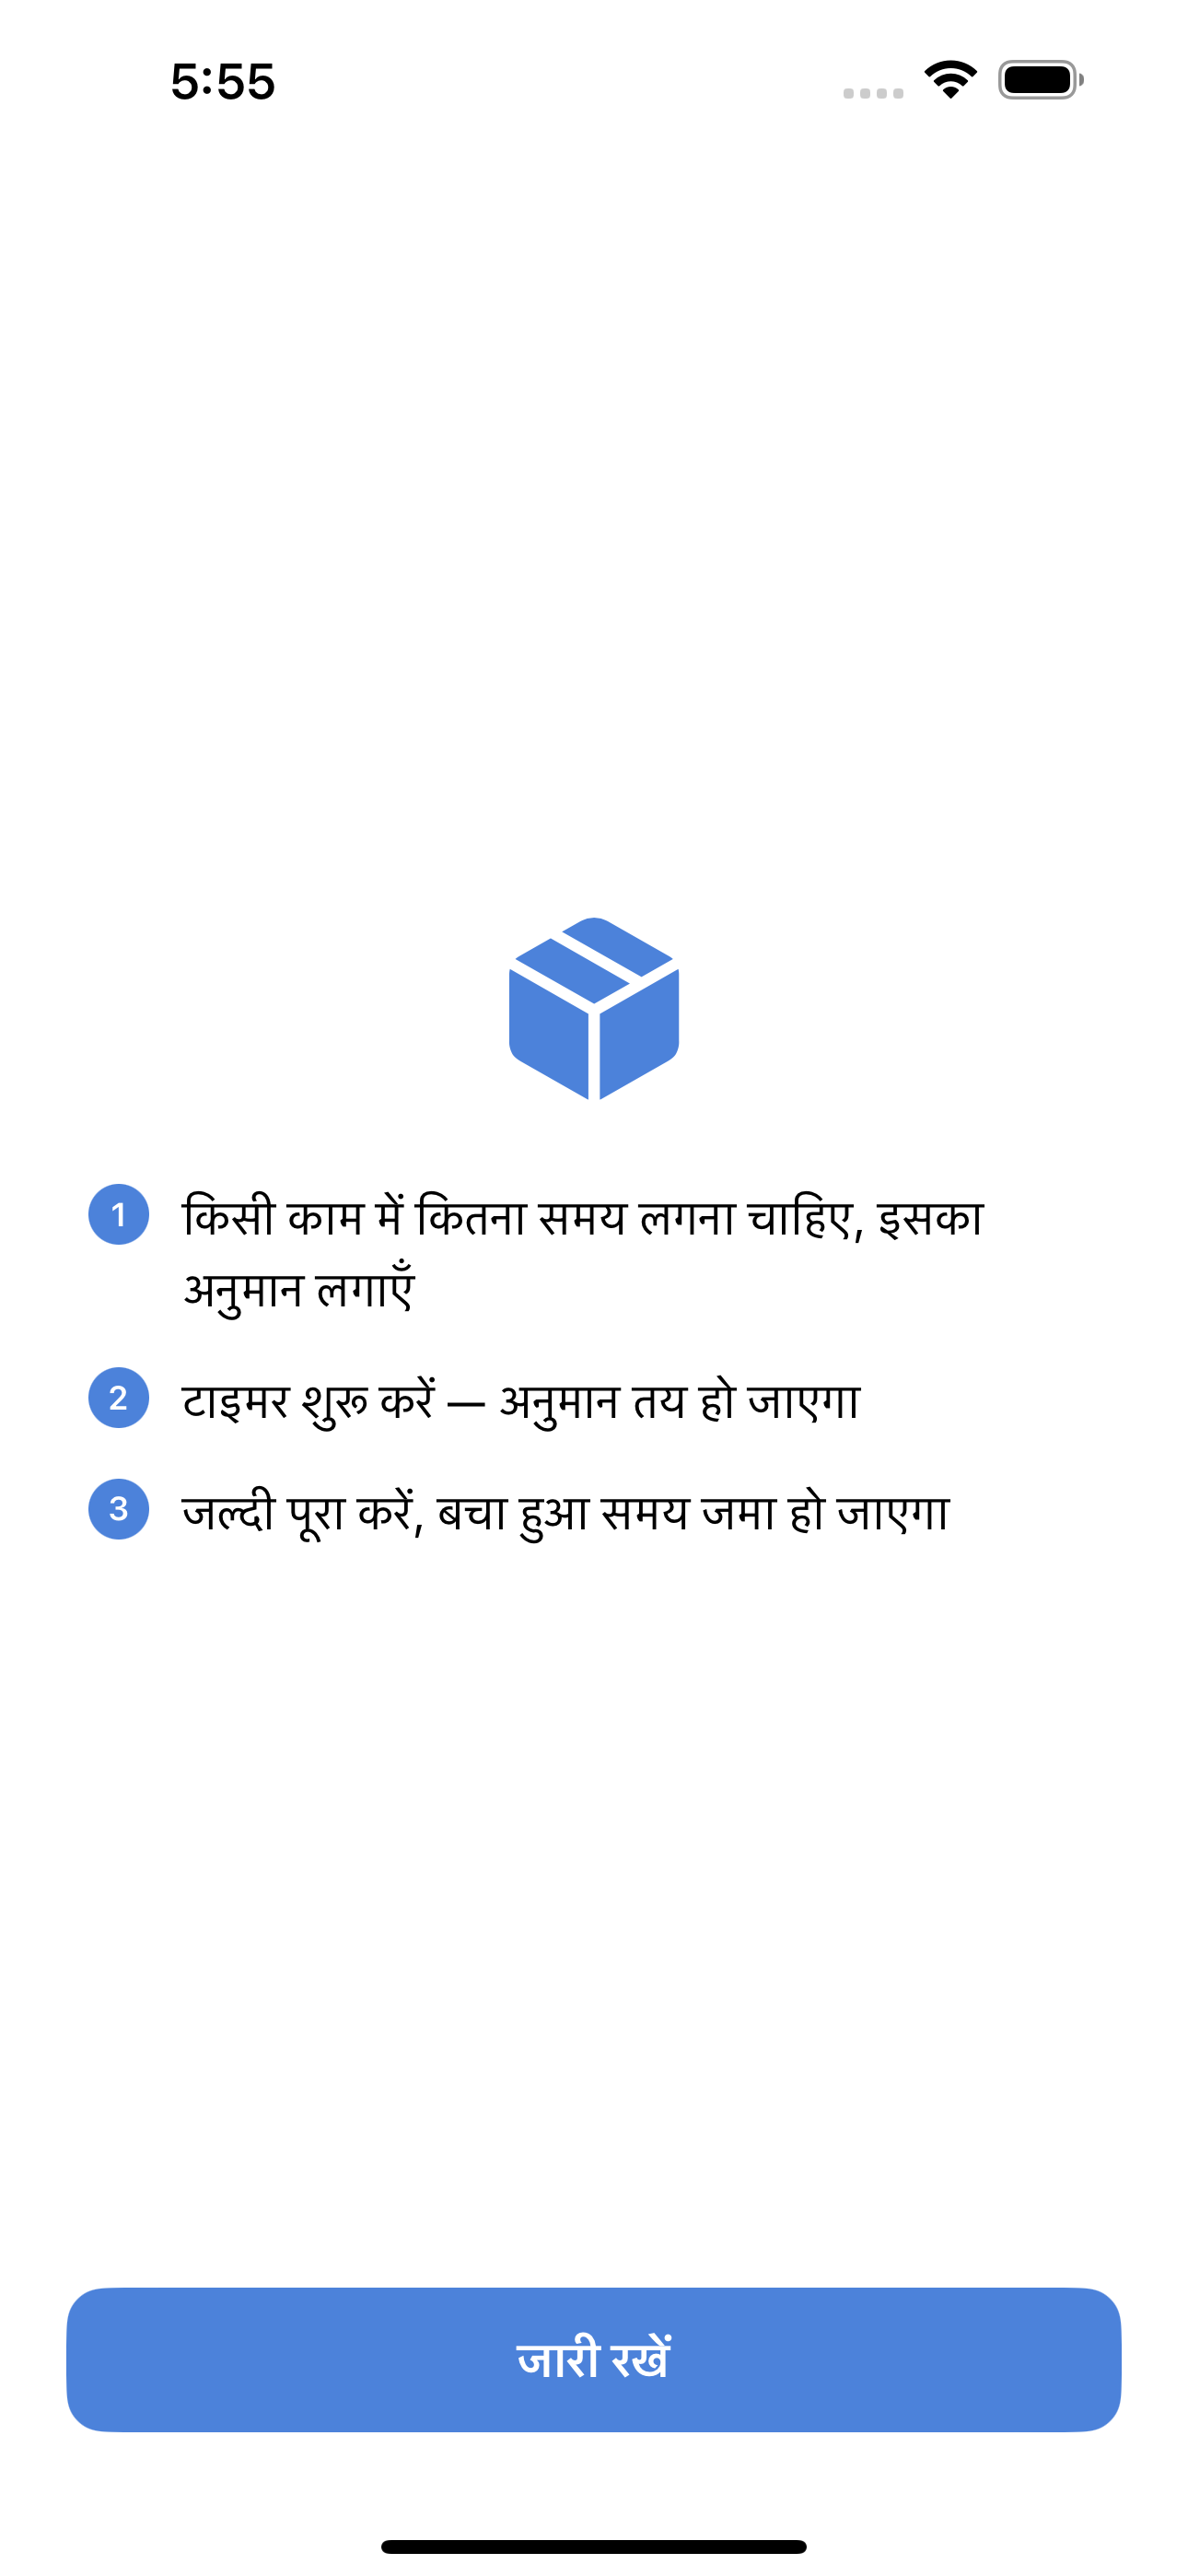 5:55
1 किसी काम में कितना समय लगना चाहिए, इसका
अनुमान लगाएँ
2 टाइमर शुरू करें — अनुमान तय हो जाएगा
3 जल्दी पूरा करें, बचा हुआ समय जमा हो जाएगा
जारी रखें